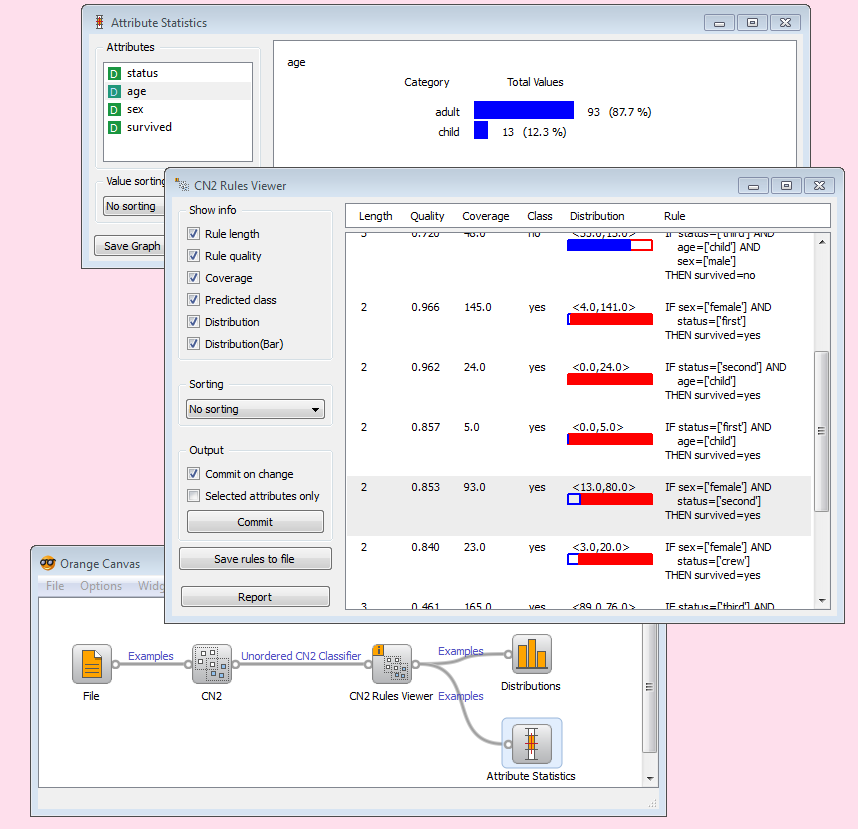 Attribute Statistics
Attributes
D status
D age
D sex
D survived
Value sorting
No sorting
Save Graph
age
Category Total Values
adult 93 (87.7 %)
child 13 (12.3 %)
CN2 Rules Viewer
Show info
Rule length
Rule quality
Coverage
Predicted class
Distribution
Distribution(Bar)
Sorting
No sorting
Output
Commit on change
Selected attributes only
Commit
Save rules to file
Report
Length Quality Coverage Class Distribution Rule
IF status=['third'] AND
age=['child'] AND
sex=['male']
THEN survived=no
2 0.966 145.0 yes <4.0,141.0> IF sex=['female'] AND
status=['first']
THEN survived=yes
2 0.962 24.0 yes <0.0,24.0> IF status=['second'] AND
age=['child']
THEN survived=yes
2 0.857 5.0 yes <0.0,5.0> IF status=['first'] AND
age=['child']
THEN survived=yes
2 0.853 93.0 yes <13.0,80.0> IF sex=['female'] AND
status=['second']
THEN survived=yes
2 0.840 23.0 yes <3.0,20.0> IF sex=['female'] AND
status=['crew']
THEN survived=yes
3 0.461 165.0 yes <89.0,76.0> IF status=['third'] AND
Orange Canvas
File Options Widg
Examples
Unordered CN2 Classifier
Examples
Examples
File
CN2
CN2 Rules Viewer
Distributions
Attribute Statistics